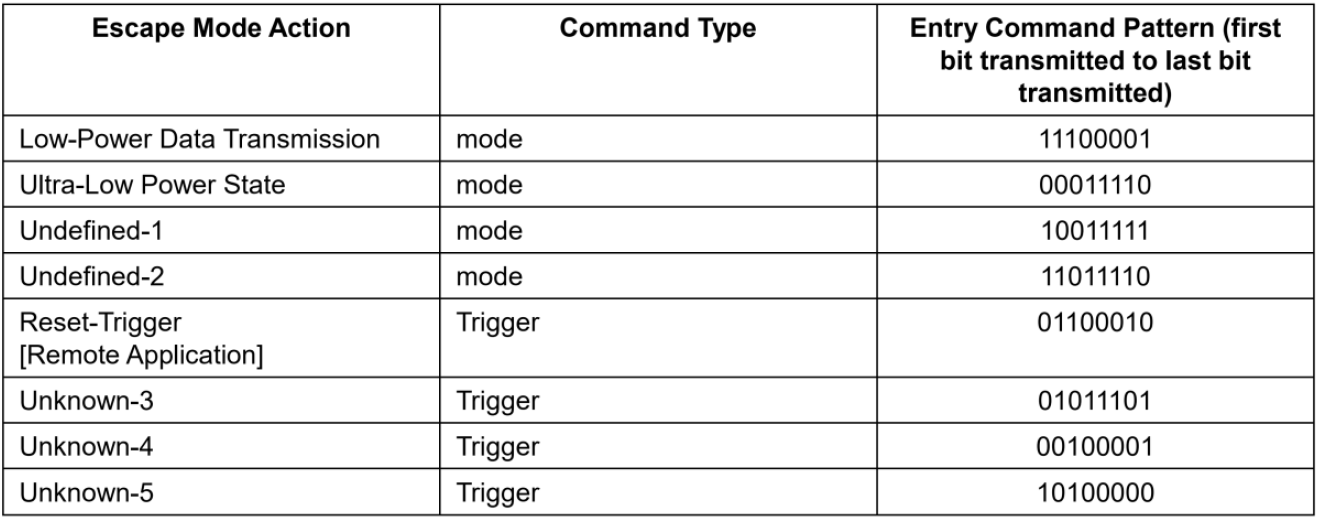 Escape Mode Action Command Type Entry Command Pattern (first
bit transmitted to last bit
transmitted)
Low-Power Data Transmission mode 11100001
Ultra-Low Power State mode 00011110
Undefined-1 mode 10011111
Undefined-2 mode 11011110
Reset-Trigger Trigger 01100010
[Remote Application]
Unknown-3 Trigger 01011101
Unknown-4 Trigger 00100001
Unknown-5 Trigger 10100000